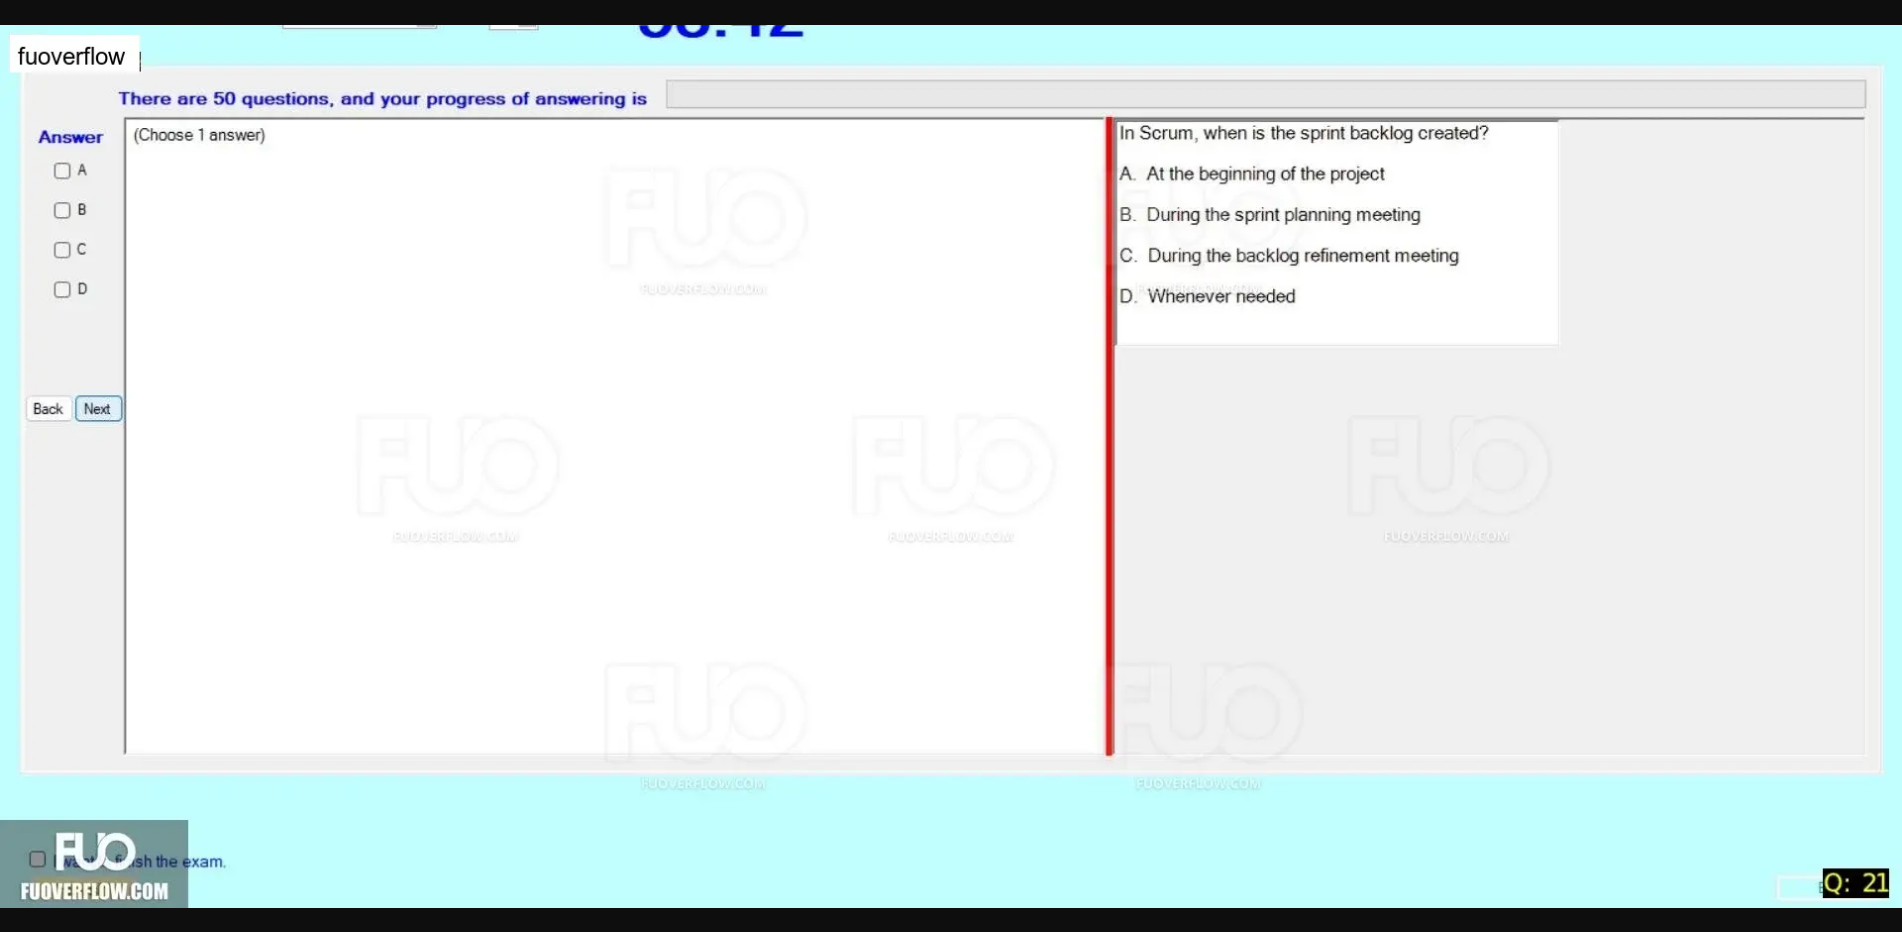 fuoverflow
There are 50 questions, and your progress of answering is
Answer
(Choose 1 answer)
A
B
C
D
Back
Next
In Scrum, when is the sprint backlog created?
A. At the beginning of the project
B. During the sprint planning meeting
C. During the backlog refinement meeting
D. Whenever needed
FUO
FUOVERFLOW.COM
FUO
FUOVERFLOW.COM
FUO
FUOVERFLOW.COM
FUO
FUOVERFLOW.COM
FUO
FUOVERFLOW.COM
FUO
FUOVERFLOW.COM
FUO
FUOVERFLOW.COM
the exam.
FUO
FUOVERFLOW.COM
Q: 21